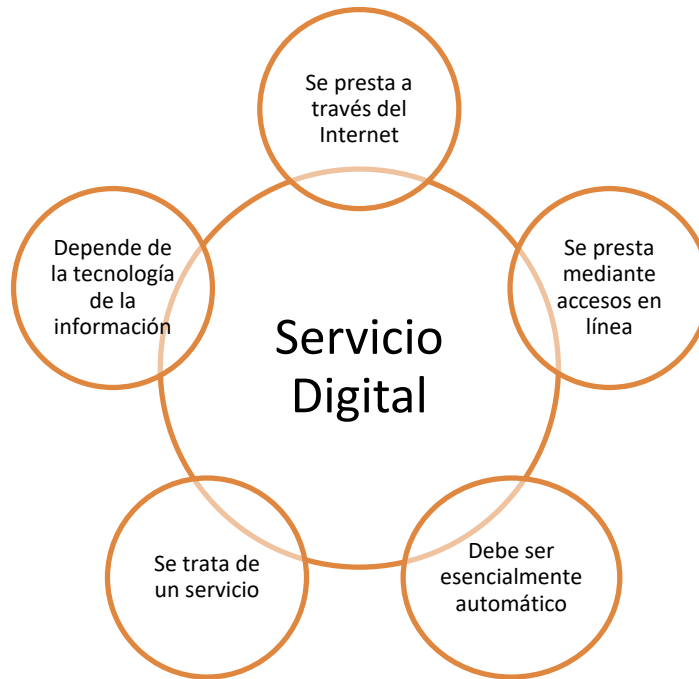 Se presta a
través del
Internet
Se presta
mediante
accesos en
línea
Debe ser
esencialmente
automático
Se trata de
un servicio
Depende de
la tecnología
de la
información
Servicio
Digital